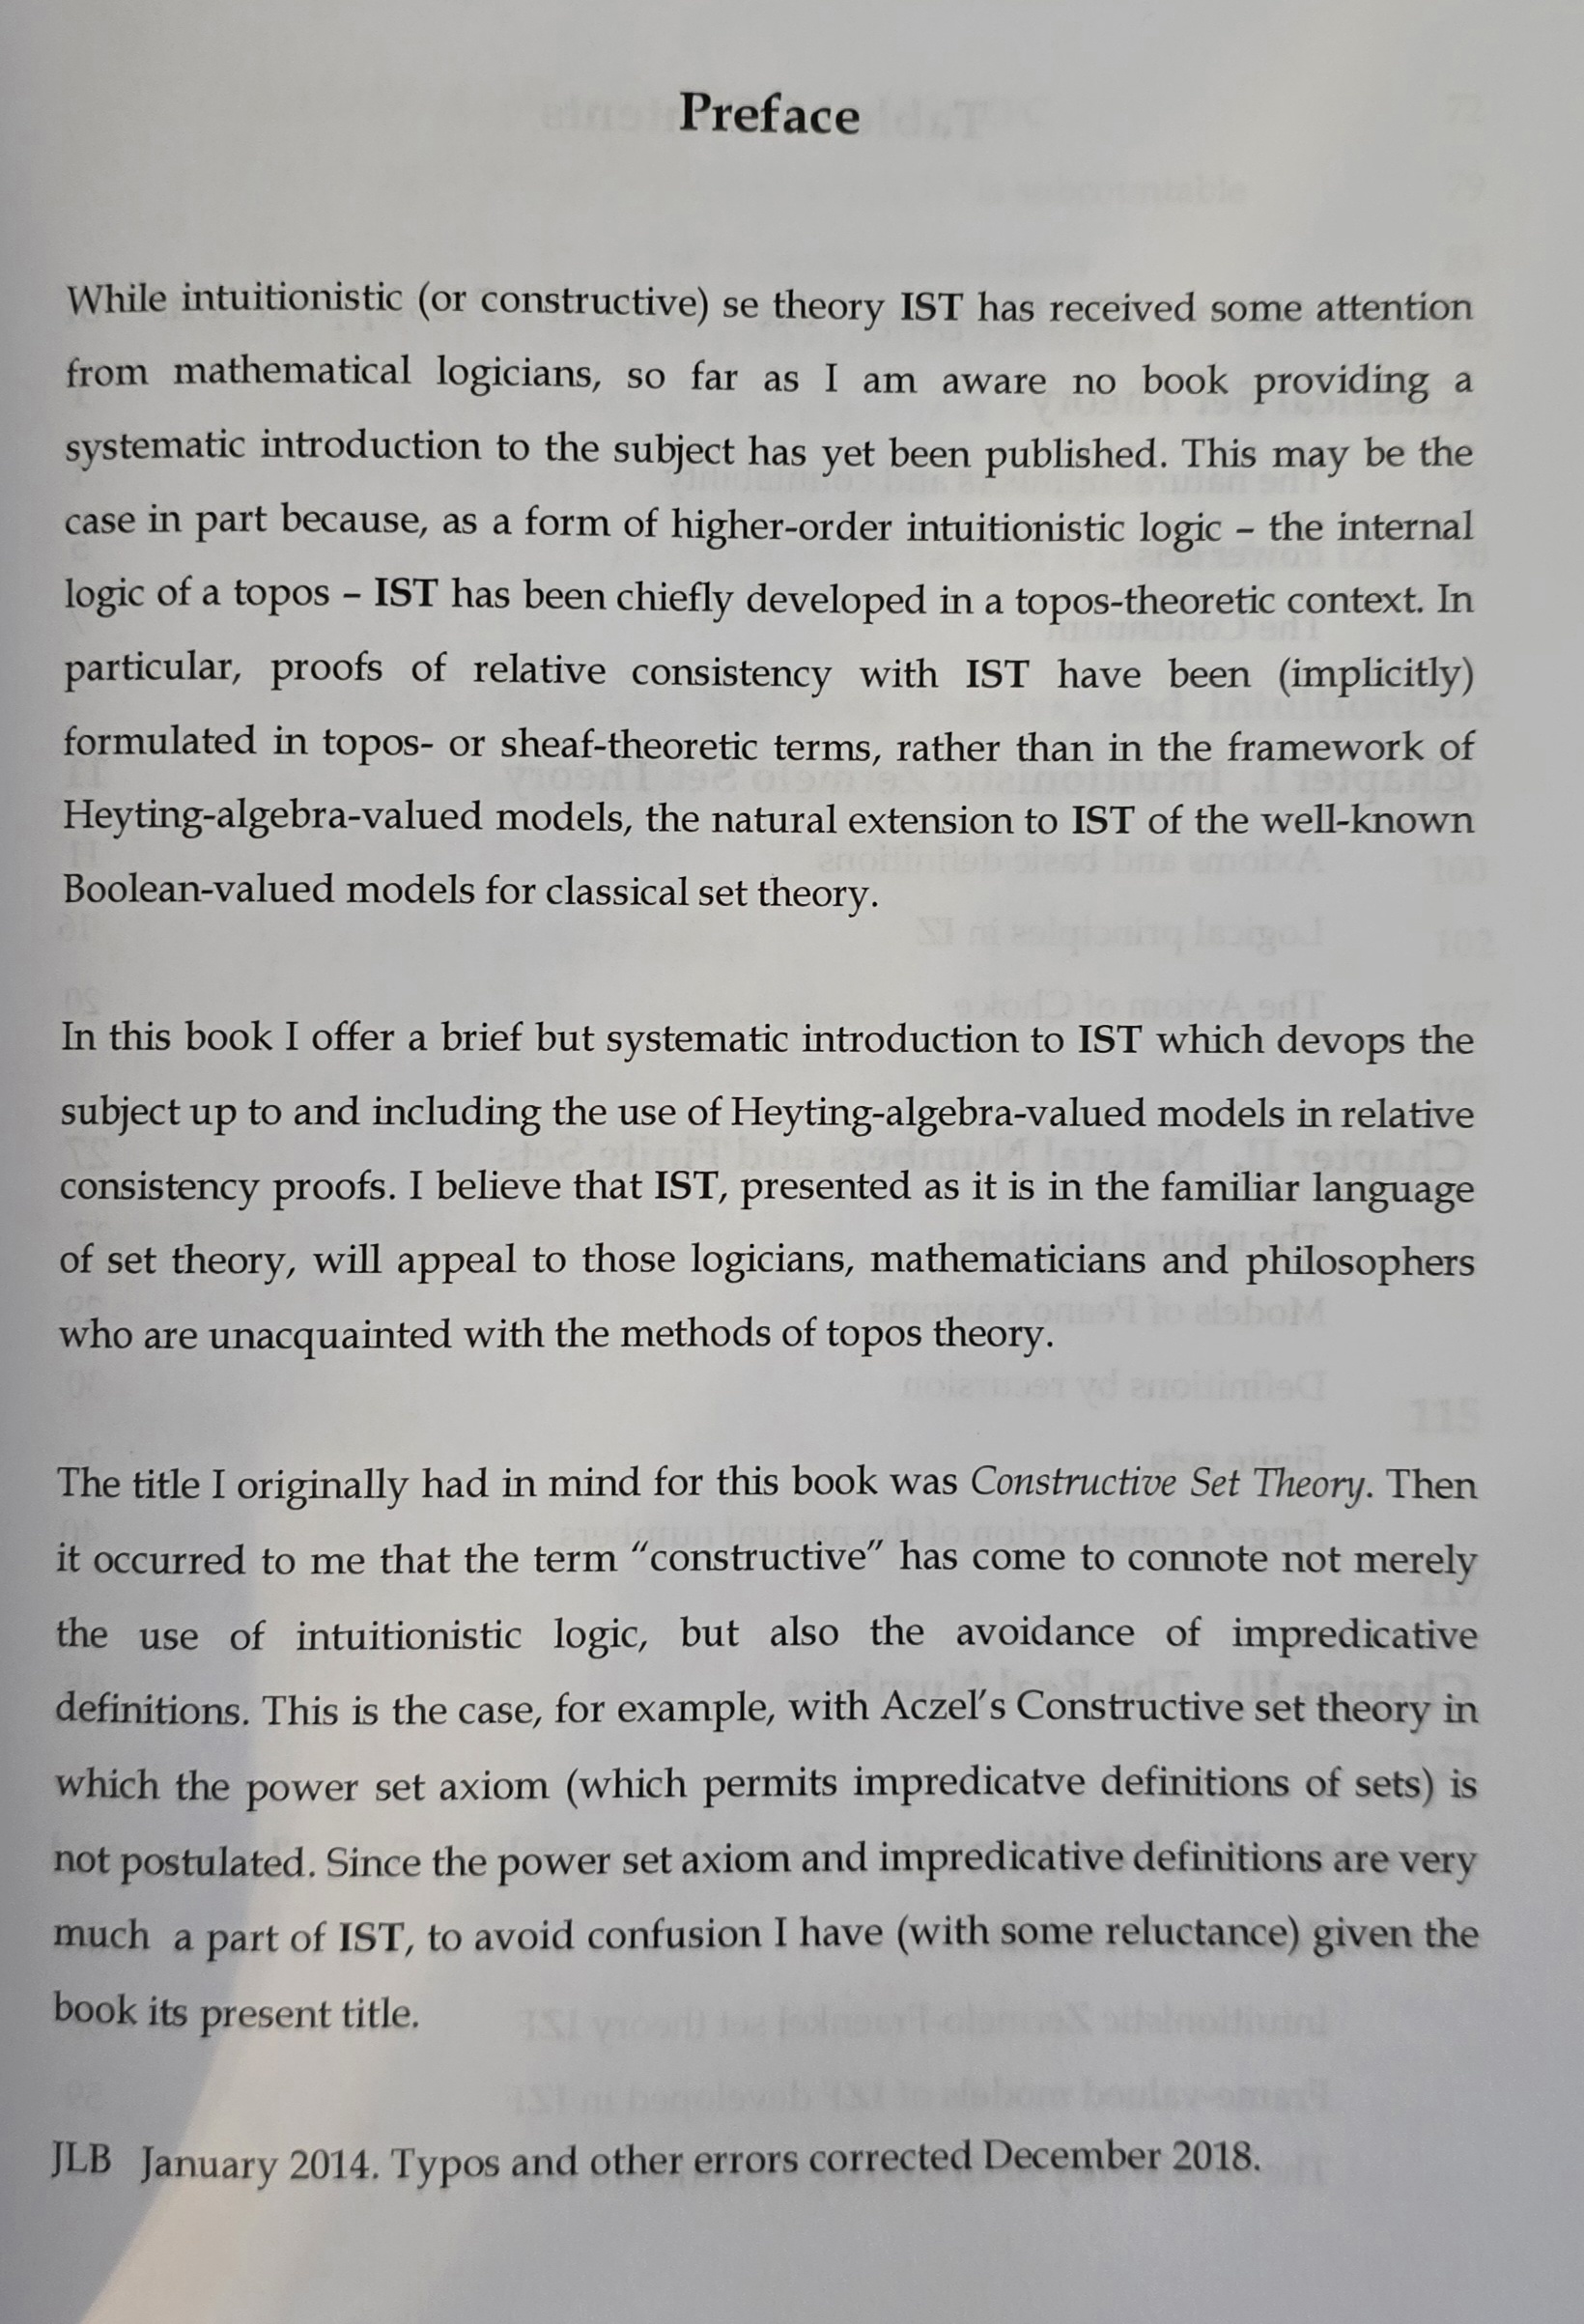 Preface
While intuitionistic (or constructive) se theory IST has received some attention
from mathematical logicians, so far as I am aware no book providing a
systematic introduction to the subject has yet been published. This may be the
case in part because, as a form of higher-order intuitionistic logic – the internal
logic of a topos – IST has been chiefly developed in a topos-theoretic context. In
particular, proofs of relative consistency with IST have been (implicitly)
formulated in topos- or sheaf-theoretic terms, rather than in the framework of
Heyting-algebra-valued models, the natural extension to IST of the well-known
Boolean-valued models for classical set theory.
In this book I offer a brief but systematic introduction to IST which devops the
subject up to and including the use of Heyting-algebra-valued models in relative
consistency proofs. I believe that IST, presented as it is in the familiar language
of set theory, will appeal to those logicians, mathematicians and philosophers
who are unacquainted with the methods of topos theory.
The title I originally had in mind for this book was Constructive Set Theory. Then
it occurred to me that the term “constructive” has come to connote not merely
the use of intuitionistic logic, but also the avoidance of impredicative
definitions. This is the case, for example, with Aczel’s Constructive set theory in
which the power set axiom (which permits impredicatve definitions of sets) is
not postulated. Since the power set axiom and impredicative definitions are very
much a part of IST, to avoid confusion I have (with some reluctance) given the
book its present title.
JLB January 2014. Typos and other errors corrected December 2018.